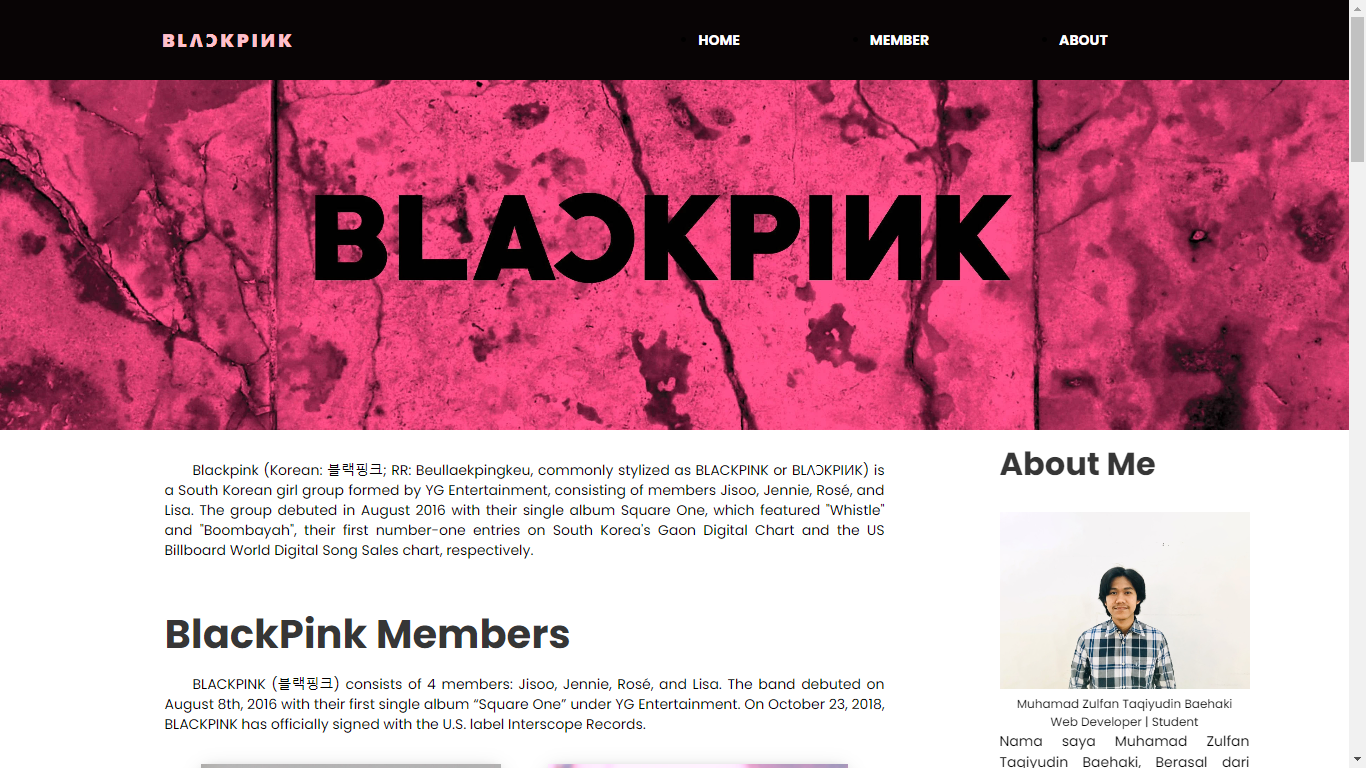 BLΛƆKPIИK
HOME
MEMBER
ABOUT
BLAƆKPIИK
Blackpink (Korean: 블랙핑크; RR: Beullaekpingkeu, commonly stylized as BLACKPINK or BLΛƆKPIИK) is
a South Korean girl group formed by YG Entertainment, consisting of members Jisoo, Jennie, Rosé, and
Lisa. The group debuted in August 2016 with their single album Square One, which featured "Whistle"
and "Boombayah", their first number-one entries on South Korea's Gaon Digital Chart and the US
Billboard World Digital Song Sales chart, respectively.
BlackPink Members
BLACKPINK (블랙핑크) consists of 4 members: Jisoo, Jennie, Rosé, and Lisa. The band debuted on
August 8th, 2016 with their first single album “Square One” under YG Entertainment. On October 23, 2018,
BLACKPINK has officially signed with the U.S. label Interscope Records.
About Me
Muhamad Zulfan Taqiyudin Baehaki
Web Developer | Student
Nama saya Muhamad Zulfan
Taqiyudin Baehaki, Berasal dari